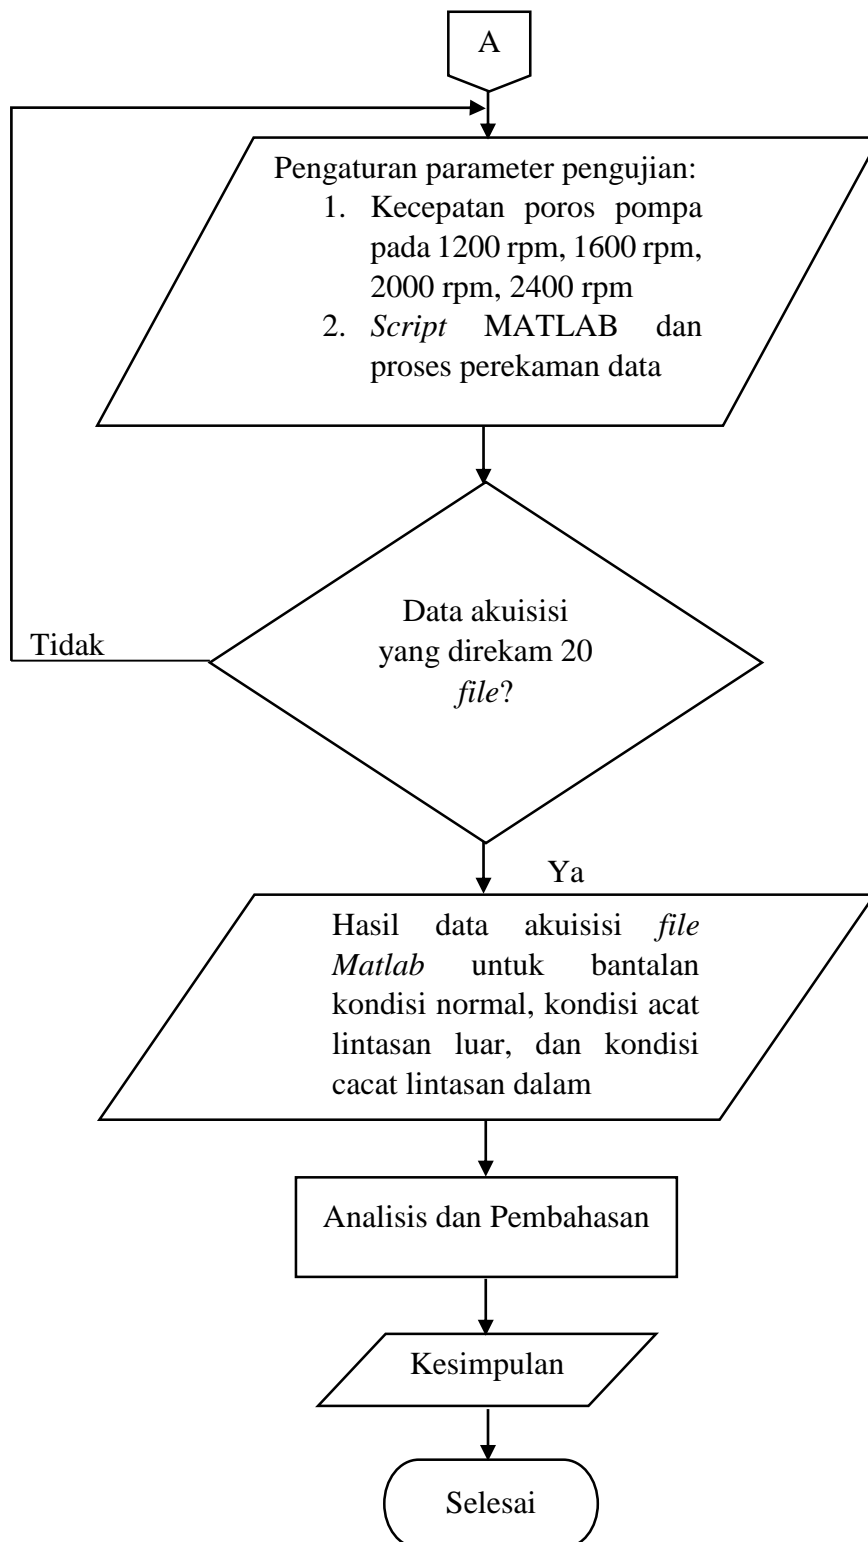 A
Pengaturan parameter pengujian:
1. Kecepatan poros pompa
pada 1200 rpm, 1600 rpm,
2000 rpm, 2400 rpm
2. Script MATLAB dan
proses perekaman data
Data akuisisi
yang direkam 20
file?
Tidak
Ya
Hasil data akuisisi file
Matlab untuk bantalan
kondisi normal, kondisi acat
lintasan luar, dan kondisi
cacat lintasan dalam
Analisis dan Pembahasan
Kesimpulan
Selesai